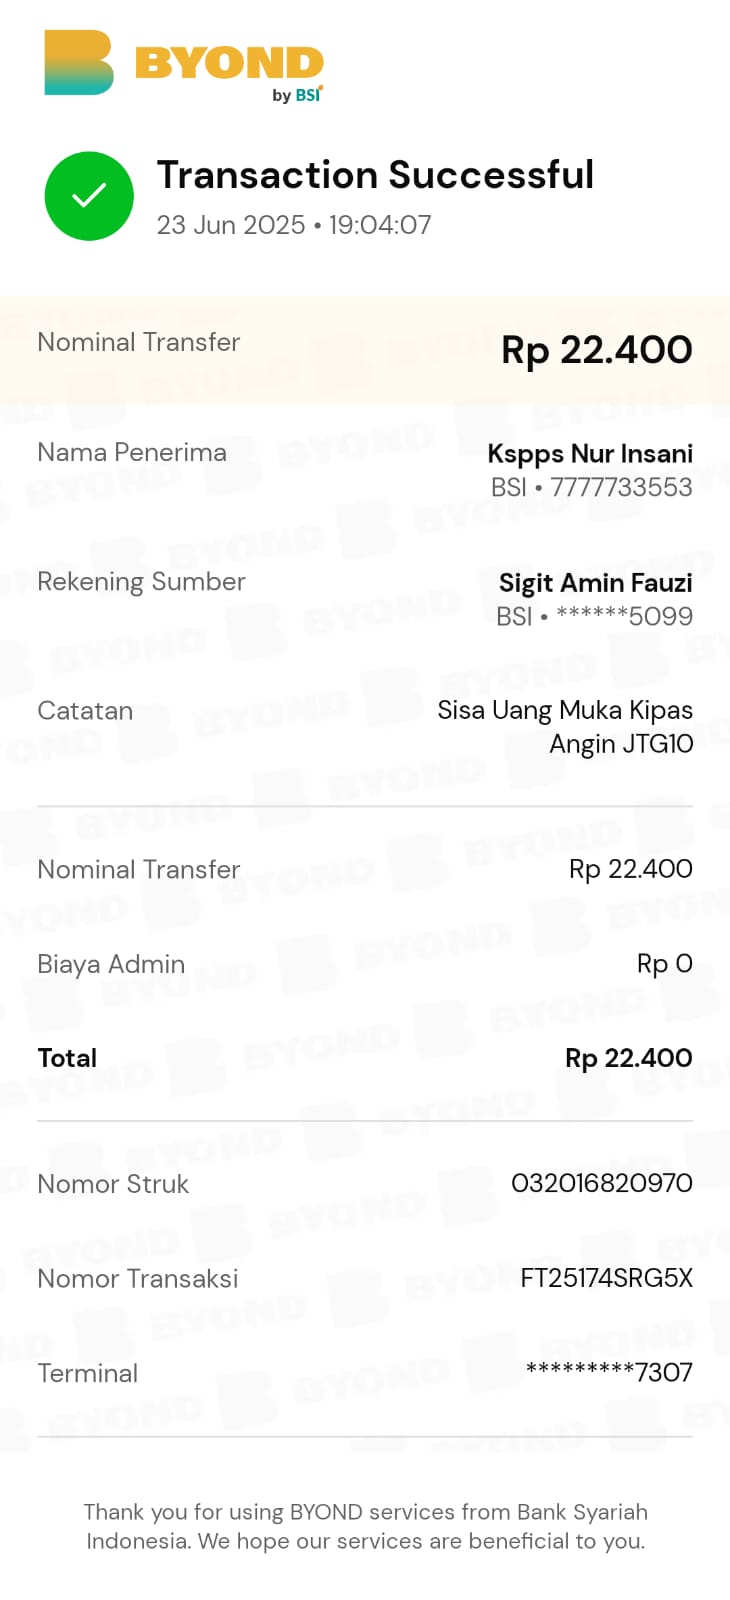 BYOND
by BSI
Transaction Successful
23 Jun 2025 • 19:04:07
Nominal Transfer
Rp 22.400
Nama Penerima
Kspps Nur Insani
BSI • 7777733553
Rekening Sumber
Sigit Amin Fauzi
BSI • ******5099
Catatan
Sisa Uang Muka Kipas
Angin JTG10
Nominal Transfer
Rp 22.400
Biaya Admin
Rp 0
Total
Rp 22.400
Nomor Struk
032016820970
Nomor Transaksi
FT25174SRG5X
Terminal
*********7307
Thank you for using BYOND services from Bank Syariah
Indonesia. We hope our services are beneficial to you.